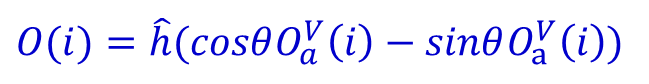 O(i) = ĥ(cosθO_a^V(i) − sinθO_a^V(i))